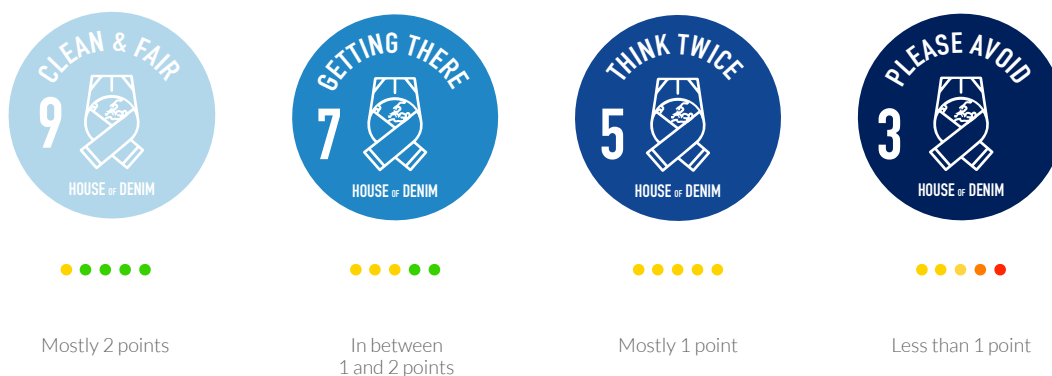 CLEAN & FAIR
9
HOUSE OF DENIM
Mostly 2 points
GETTING THERE
7
HOUSE OF DENIM
In between
1 and 2 points
THINK TWICE
5
HOUSE OF DENIM
Mostly 1 point
PLEASE AVOID
3
HOUSE OF DENIM
Less than 1 point